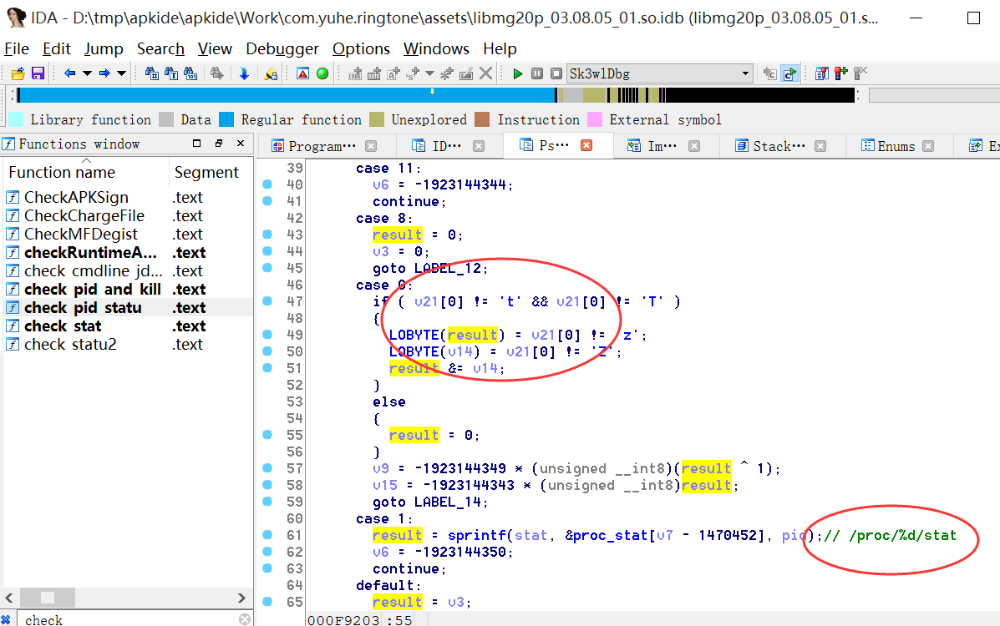 IDA - D:\tmp\apkide\apkide\Work\com.yuhe.ringtone\assets\libmg20p_03.08.05_01.so.idb (libmg20p_03.08.05_01.s...
File Edit Jump Search View Debugger Options Windows Help
Sk3wlDbg
Library function Data Regular function Unexplored Instruction External symbol
Functions window
Program··· ID··· Ps··· Im··· Stack··· Enums Ex
Function name Segment
CheckAPKSign .text
CheckChargeFile .text
CheckMFDegist .text
checkRuntimeA... .text
check cmdline jd... .text
check pid and kill .text
check pid statu .text
check stat .text
check statu2 .text
39 case 11:
40 v6 = -1923144344;
41 continue;
42 case 8:
43 result = 0;
44 v3 = 0;
45 goto LABEL_12;
46 case 0:
47 if ( v21[0] != 't' && v21[0] != 'T' )
48 {
49 LOBYTE(result) = v21[0] != 'z';
50 LOBYTE(v14) = v21[0] != 'Z';
51 result &= v14;
52 }
53 else
54 {
55 result = 0;
56 }
57 v9 = -1923144349 * (unsigned __int8)(result ^ 1);
58 v15 = -1923144343 * (unsigned __int8)result;
59 goto LABEL_14;
60 case 1:
61 result = sprintf(stat, &proc_stat[v7 - 1470452], pid);// /proc/%d/stat
62 v6 = -1923144350;
63 continue;
64 default:
65 result = v3;
000F9203 :55
check